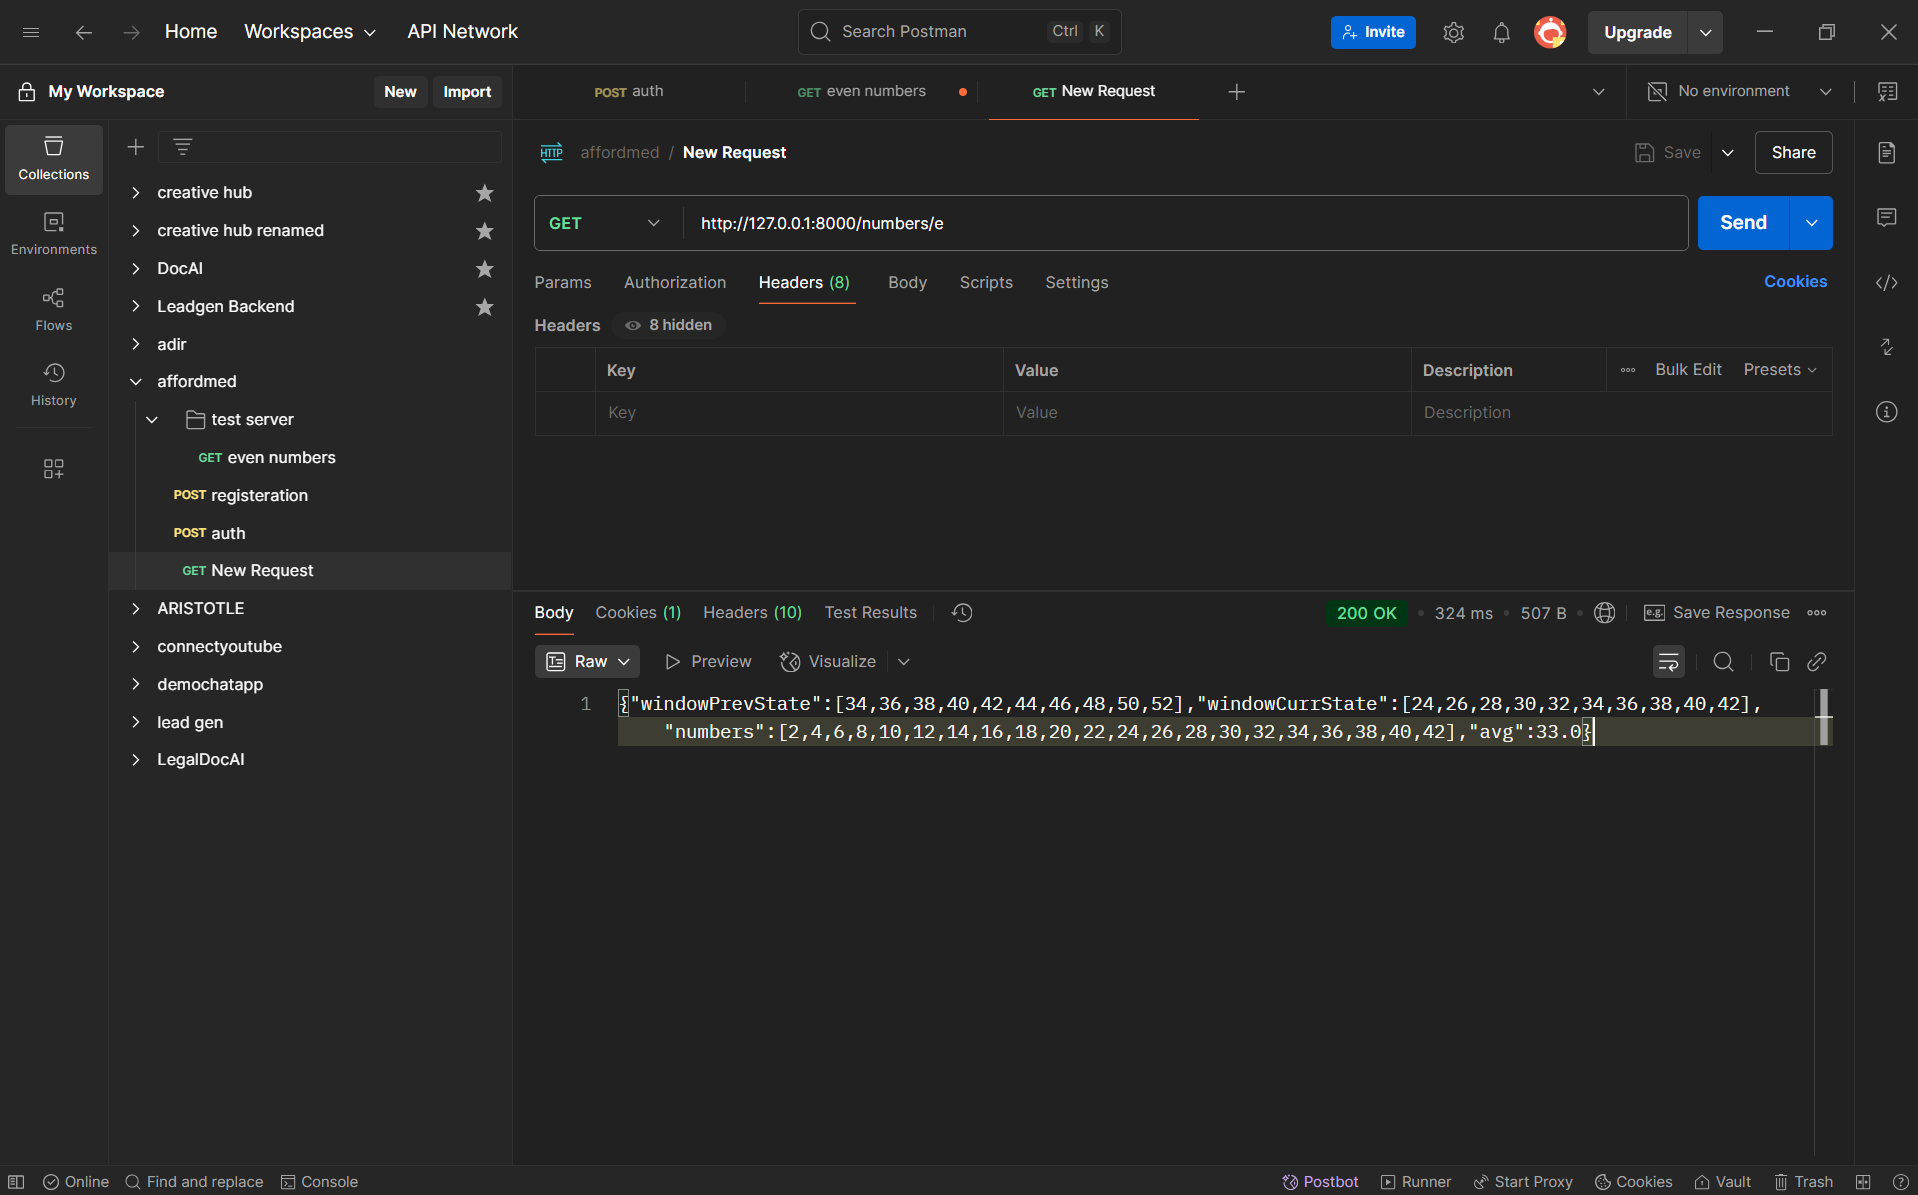 Home Workspaces API Network Search Postman Ctrl K Invite Upgrade
My Workspace New Import POST auth GET even numbers GET New Request No environment
Collections
Environments
Flows
History
creative hub
creative hub renamed
DocAI
Leadgen Backend
adir
affordmed
test server
GET even numbers
POST registeration
POST auth
GET New Request
ARISTOTLE
connectyoutube
demochatapp
lead gen
LegalDocAI
HTTP affordmed / New Request Save Share
GET http://127.0.0.1:8000/numbers/e Send
Params Authorization Headers (8) Body Scripts Settings Cookies
Headers 8 hidden
Key Value Description Bulk Edit Presets
Key Value Description
Body Cookies (1) Headers (10) Test Results 200 OK 324 ms 507 B e.g. Save Response
Raw Preview Visualize
1 {"windowPrevState":[34,36,38,40,42,44,46,48,50,52],"windowCurrState":[24,26,28,30,32,34,36,38,40,42],
"numbers":[2,4,6,8,10,12,14,16,18,20,22,24,26,28,30,32,34,36,38,40,42],"avg":33.0}
Online Find and replace Console Postbot Runner Start Proxy Cookies Vault Trash